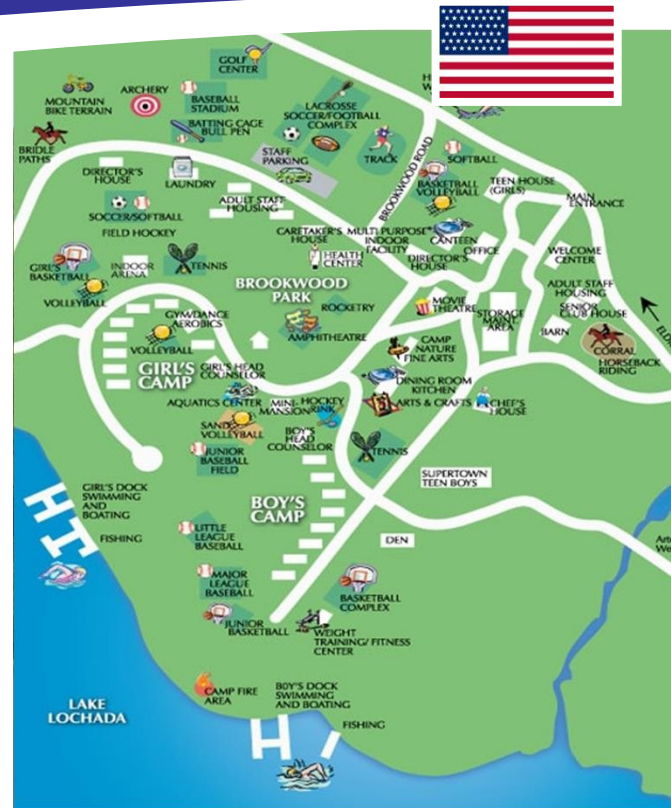 GOLF
CENTER
MOUNTAIN
BIKE TERRAIN
ARCHERY
BASEBALL
STADIUM
BATTING CAGE
BULL PEN
LACROSSE
SOCCER/FOOTBALL
COMPLEX
BRIDLE
PATHS
STAFF
PARKING
TRACK
BROOKWOOD ROAD
SOFTBALL
DIRECTOR'S
HOUSE
LAUNDRY
BASKETBALL
VOLLEYBALL
TEEN HOUSE
(GIRLS)
MAIN
ENTRANCE
ADULT STAFF
HOUSING
SOCCER/SOFTBALL
FIELD HOCKEY
CARETAKER'S
HOUSE
MULTI PURPOSE
INDOOR
FACILITY
CANTEEN
OFFICE
WELCOME
CENTER
GIRL'S
BASKETBALL
INDOOR
ARENA
TENNIS
HEALTH
CENTER
DIRECTOR'S
HOUSE
BROOKWOOD
PARK
VOLLEYBALL
ADULT STAFF
HOUSING
SENIOR
CLUB HOUSE
GYM/DANCE
AEROBICS
ROCKETRY
MOVIE
THEATRE
STORAGE
MAINT.
AREA
BARN
VOLLEYBALL
AMPHITHEATRE
CAMP
NATURE
FINE ARTS
CORRAL
HORSEBACK
RIDING
GIRL'S
CAMP
GIRL'S HEAD
COUNSELOR
DINING ROOM
KITCHEN
AQUATICS CENTER
MINI-
MANSION
HOCKEY
RINK
ARTS & CRAFTS
CHEF'S
HOUSE
SAND
VOLLEYBALL
BOY'S
HEAD
COUNSELOR
JUNIOR
BASEBALL
FIELD
TENNIS
SUPERTOWN
TEEN BOYS
GIRL'S DOCK
SWIMMING
AND
BOATING
BOY'S
CAMP
FISHING
LITTLE
LEAGUE
BASEBALL
DEN
MAJOR
LEAGUE
BASEBALL
BASKETBALL
COMPLEX
JUNIOR
BASKETBALL
WEIGHT
TRAINING/ FITNESS
CENTER
CAMP FIRE
AREA
BOY'S DOCK
SWIMMING
AND BOATING
LAKE
LOCHADA
FISHING